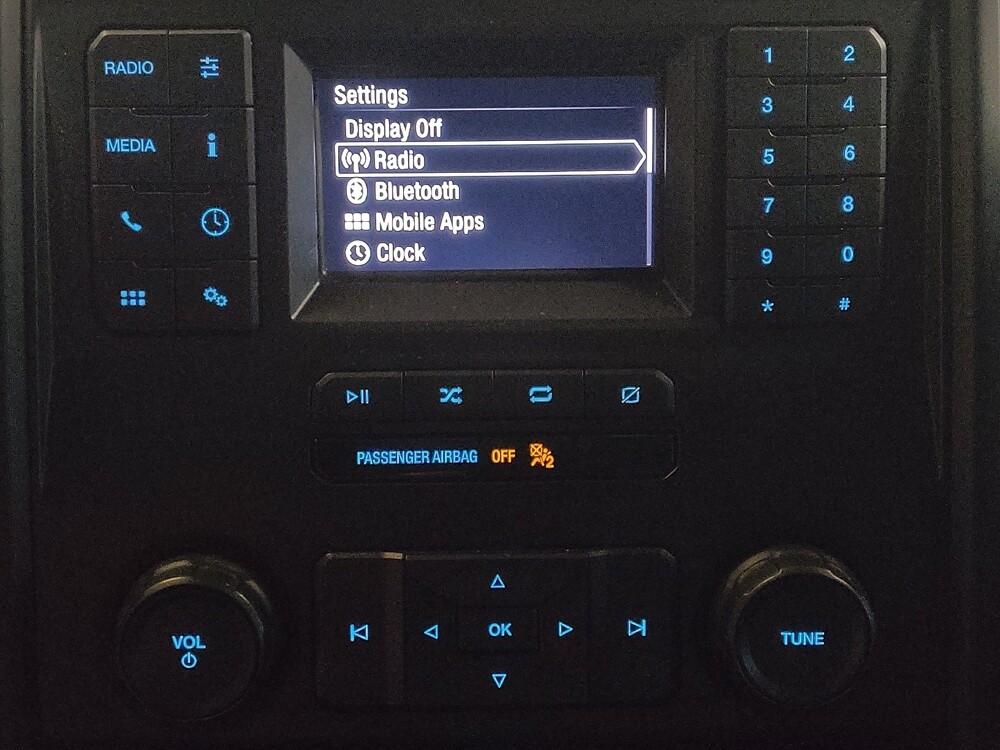 RADIO
MEDIA
Settings
Display Off
Radio
Bluetooth
Mobile Apps
Clock
1 2
3 4
5 6
7 8
9 0
* #
PASSENGER AIRBAG OFF 2
VOL
OK
TUNE